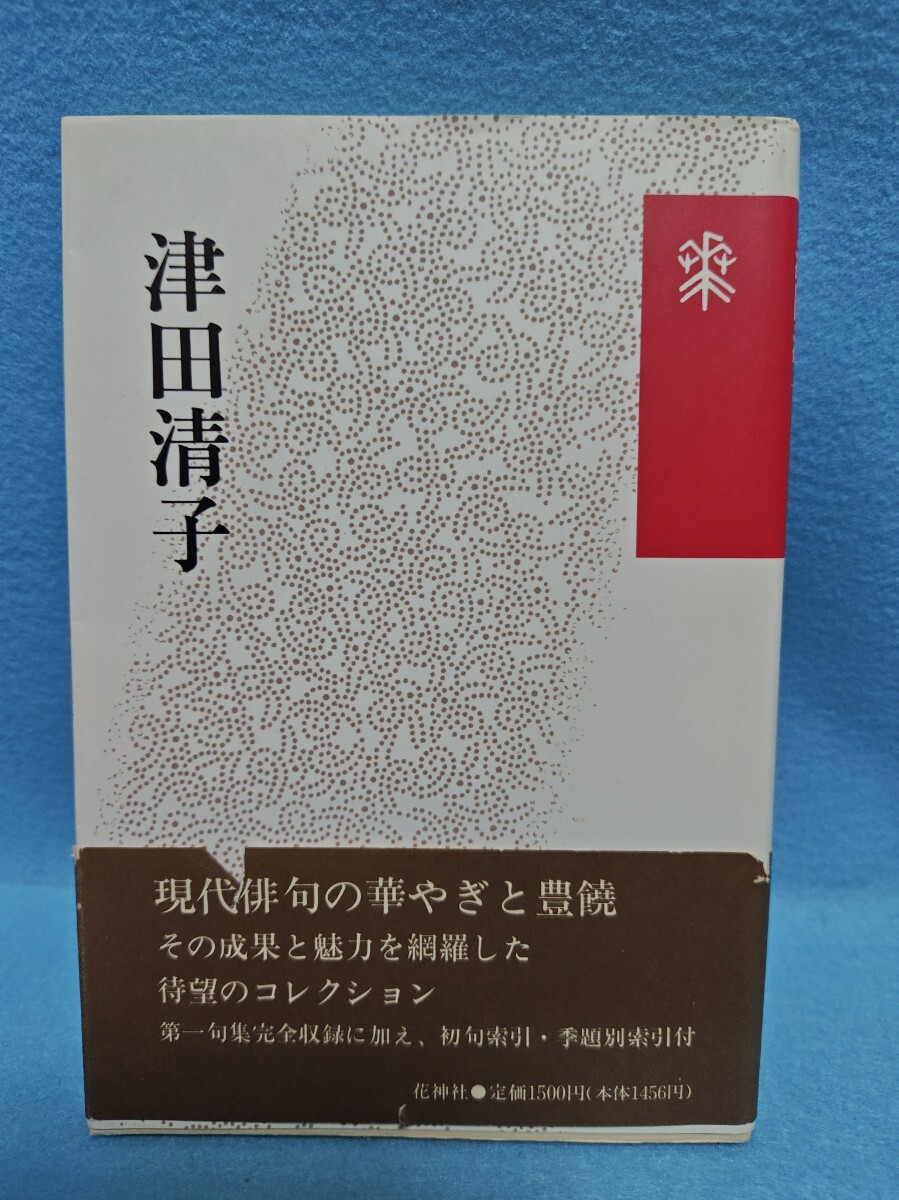 津田清子
現代俳句の華やぎと豊饒
その成果と魅力を網羅した
待望のコレクション
第一句集完全収録に加え、初句索引・季題別索引付
花神社●定価1500円(本体1456円)